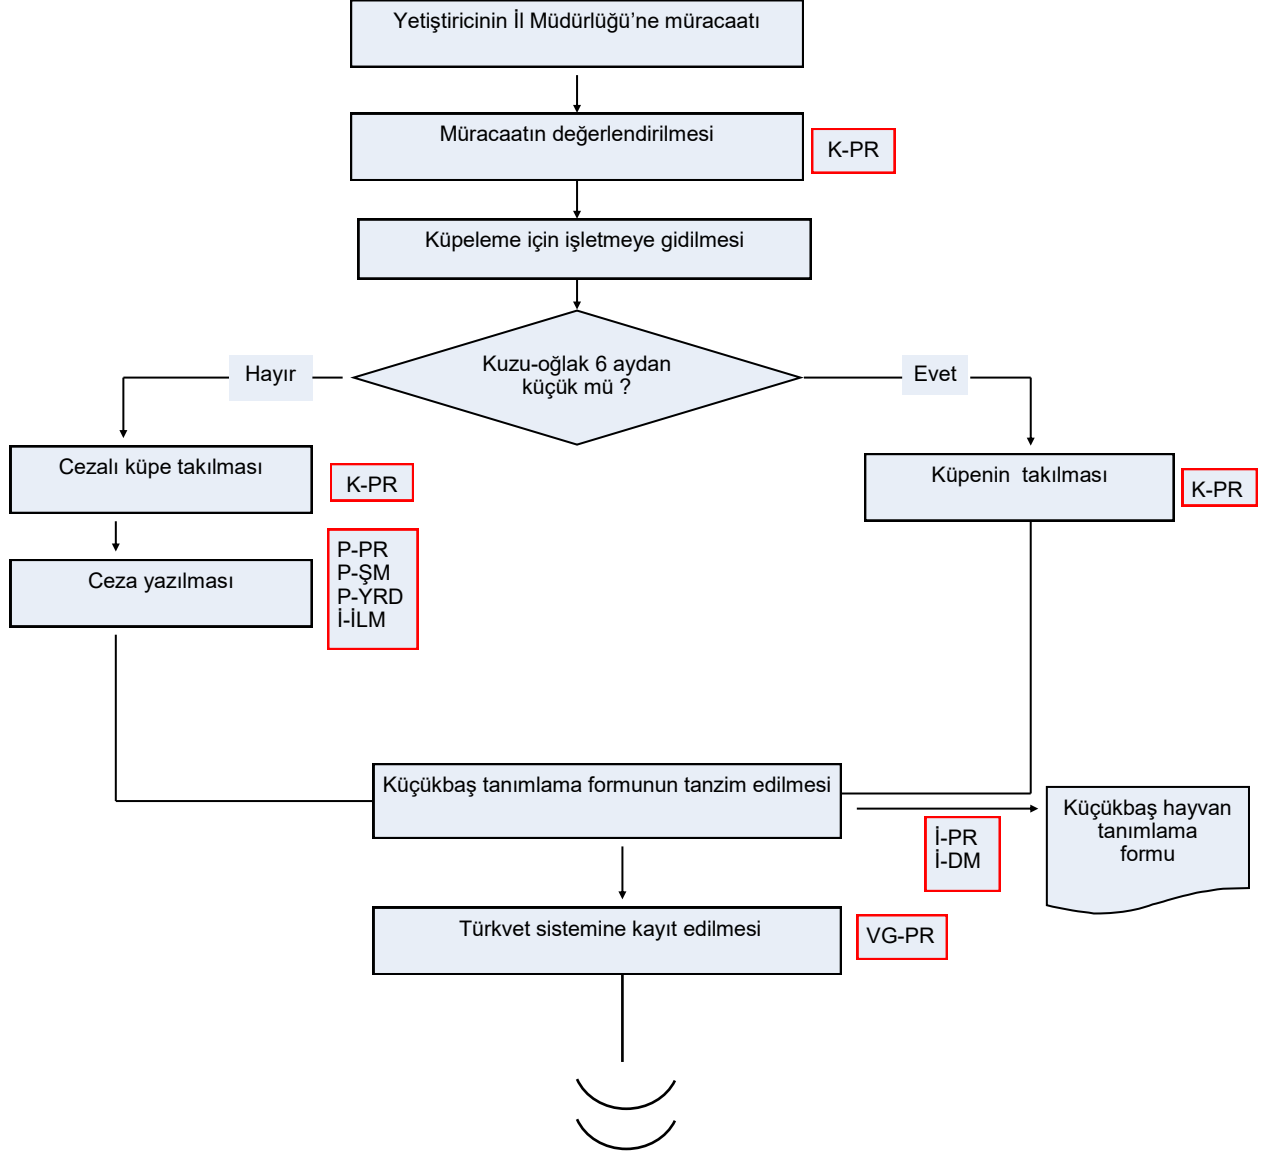 Yetiştiricinin İl Müdürlüğü’ne müracaatı
Müracaatın değerlendirilmesi
K-PR
Küpeleme için işletmeye gidilmesi
Kuzu-oğlak 6 aydan
küçük mü ?
Hayır
Evet
Cezalı küpe takılması
K-PR
Küpenin takılması
K-PR
Ceza yazılması
P-PR
P-ŞM
P-YRD
İ-İLM
Küçükbaş tanımlama formunun tanzim edilmesi
İ-PR
İ-DM
Küçükbaş hayvan
tanımlama
formu
Türkvet sistemine kayıt edilmesi
VG-PR